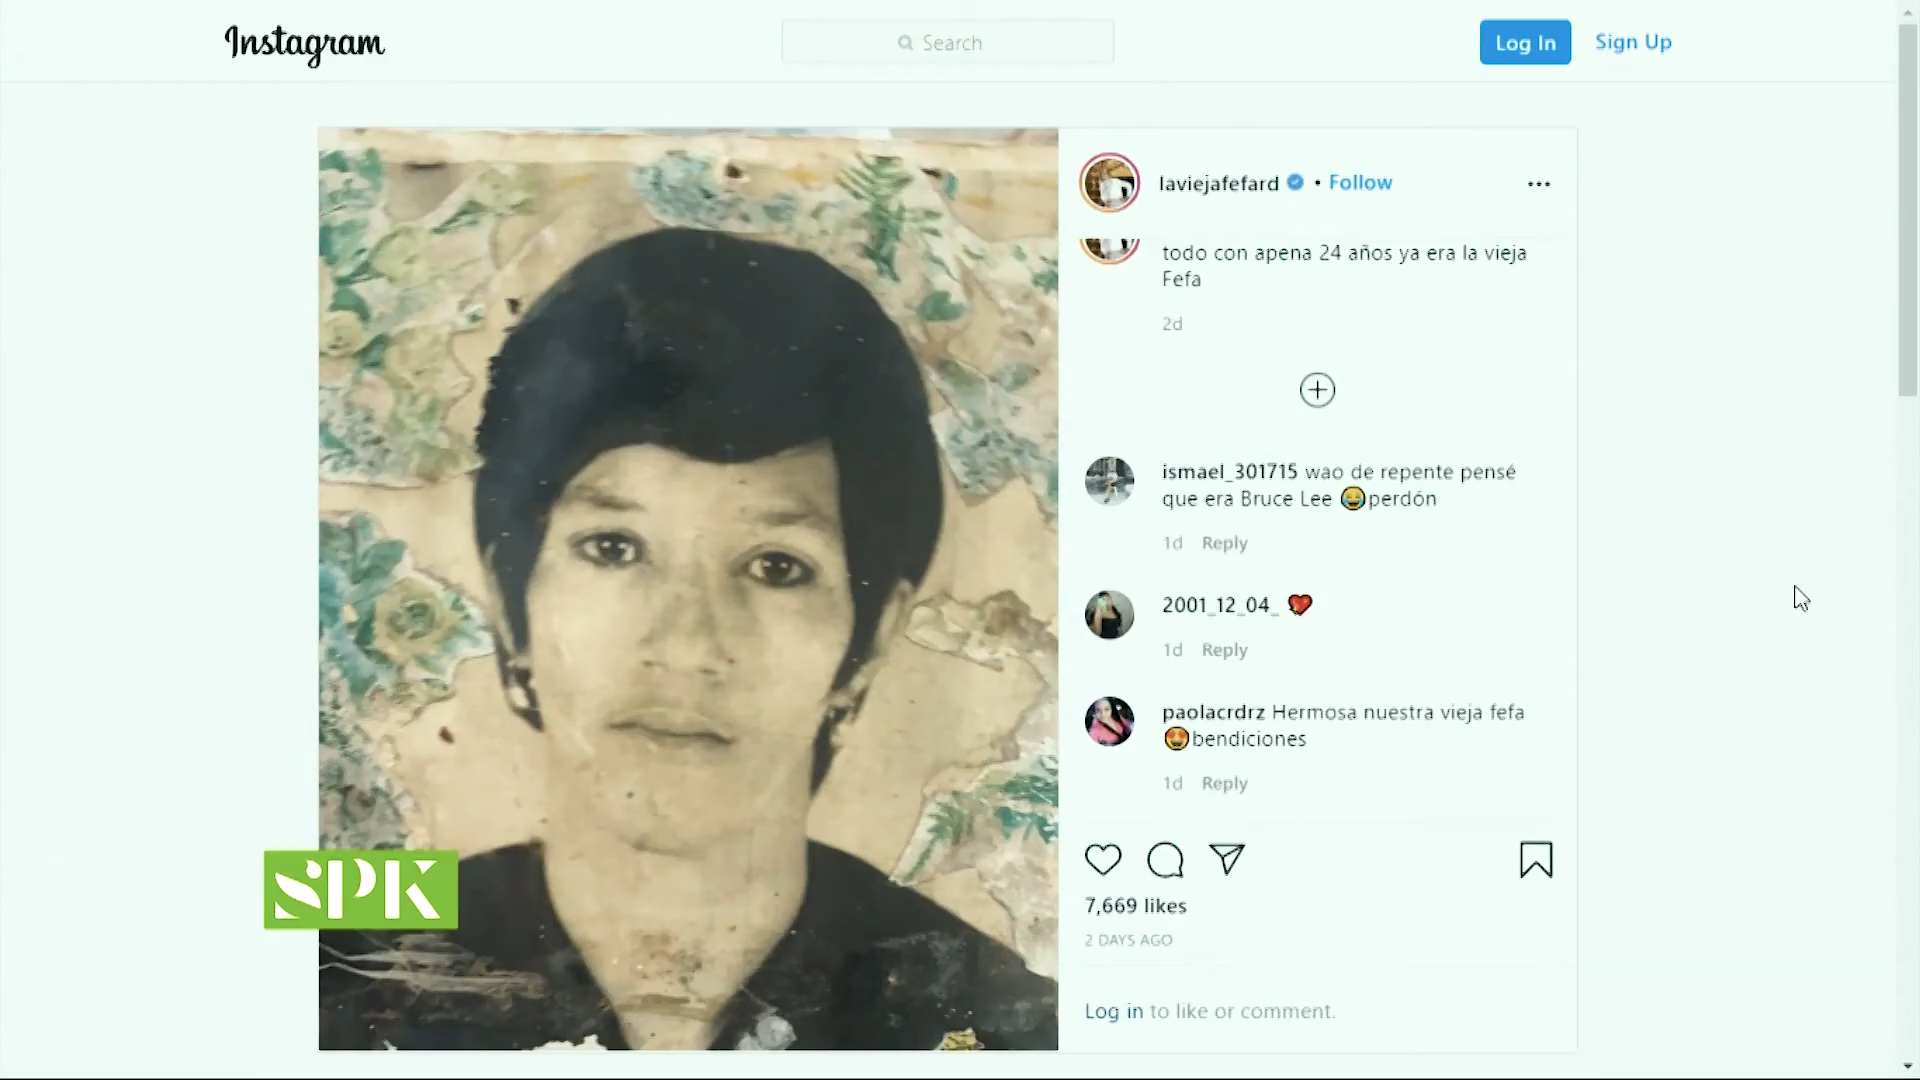 Instagram
Search
Log In
Sign Up
laviejafefard • Follow
todo con apena 24 años ya era la vieja
Fefa
2d
ismael_301715 wao de repente pensé
que era Bruce Lee 😂perdón
1d Reply
2001_12_04_ ❤️
1d Reply
paolacrdrz Hermosa nuestra vieja fefa
😍bendiciones
1d Reply
SPK
7,669 likes
2 DAYS AGO
Log in to like or comment.